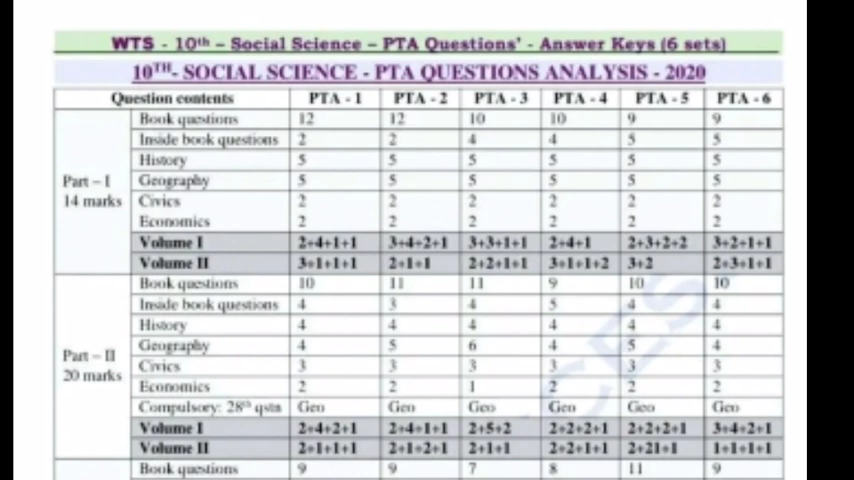 WTS - 10th – Social Science – PTA Questions' - Answer Keys (6 sets)
10TH- SOCIAL SCIENCE - PTA QUESTIONS ANALYSIS - 2020
Question contents PTA - 1 PTA - 2 PTA - 3 PTA - 4 PTA - 5 PTA - 6
Part – I
14 marks
Book questions 12 12 10 10 9 9
Inside book questions 2 2 4 4 5 5
History 5 5 5 5 5 5
Geography 5 5 5 5 5 5
Civics 2 2 2 2 2 2
Economics 2 2 2 2 2 2
Volume I 2+4+1+1 3+4+2+1 3+3+1+1 2+4+1 2+3+2+2 3+2+1+1
Volume II 3+1+1+1 2+1+1 2+2+1+1 3+1+1+2 3+2 2+3+1+1
Part – II
20 marks
Book questions 10 11 11 9 10 10
Inside book questions 4 3 4 5 4 4
History 4 4 4 4 4 4
Geography 4 5 6 4 5 4
Civics 3 3 3 3 3 3
Economics 2 2 1 2 2 2
Compulsory: 28th qstn Geo Geo Geo Geo Geo Geo
Volume I 2+4+2+1 2+4+1+1 2+5+2 2+2+2+1 2+2+2+1 3+4+2+1
Volume II 2+1+1+1 2+1+2+1 2+1+1 2+2+1+1 2+21+1 1+1+1+1
Book questions 9 9 7 8 11 9